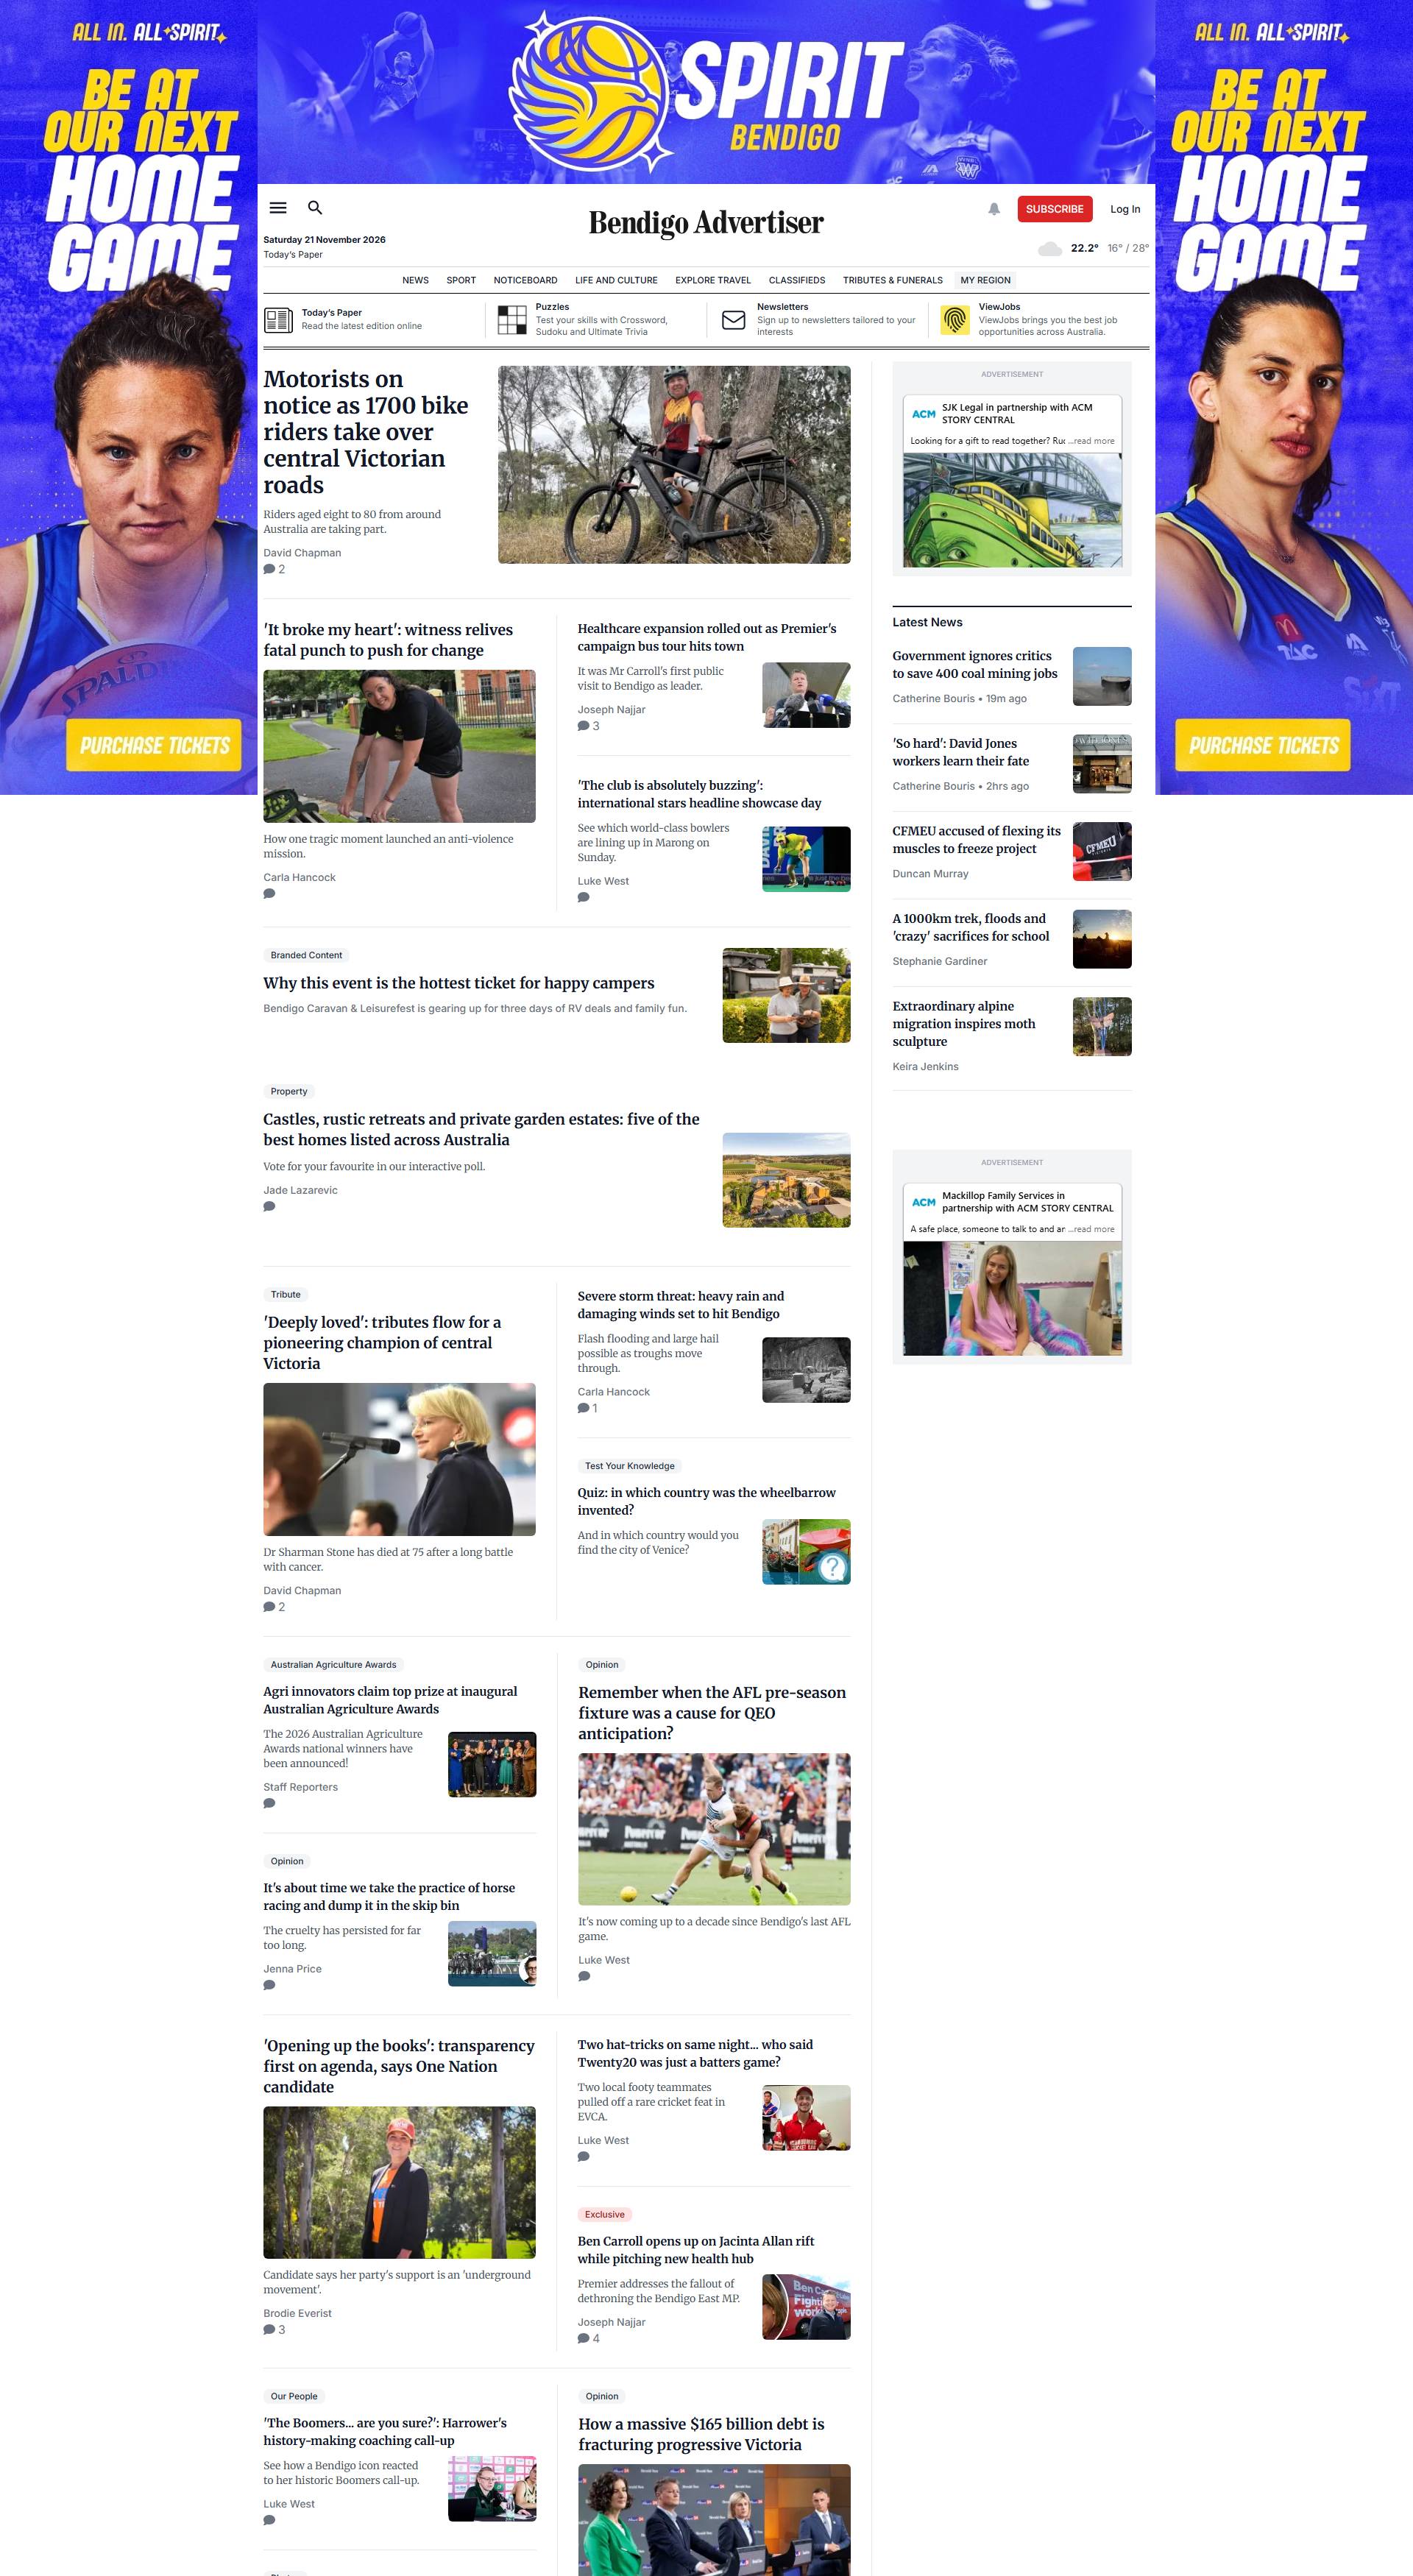 ALL IN. ALL SPIRIT
BE AT
OUR NEXT
HOME
GAME
SPALDING
PURCHASE TICKETS
SPIRIT
BENDIGO
ALL IN. ALL SPIRIT
BE AT
OUR NEXT
HOME
GAME
TAC
PURCHASE TICKETS
Bendigo Advertiser
SUBSCRIBE
Log In
Saturday 21 November 2026
Today's Paper
22.2° 16° / 28°
NEWS SPORT NOTICEBOARD LIFE AND CULTURE EXPLORE TRAVEL CLASSIFIEDS TRIBUTES & FUNERALS MY REGION
Today's Paper
Read the latest edition online
Puzzles
Test your skills with Crossword,
Sudoku and Ultimate Trivia
Newsletters
Sign up to newsletters tailored to your
interests
ViewJobs
ViewJobs brings you the best job
opportunities across Australia.
Motorists on
notice as 1700 bike
riders take over
central Victorian
roads
Riders aged eight to 80 from around
Australia are taking part.
David Chapman
2
'It broke my heart': witness relives
fatal punch to push for change
How one tragic moment launched an anti-violence
mission.
Carla Hancock
Healthcare expansion rolled out as Premier's
campaign bus tour hits town
It was Mr Carroll's first public
visit to Bendigo as leader.
Joseph Najjar
3
'The club is absolutely buzzing':
international stars headline showcase day
See which world-class bowlers
are lining up in Marong on
Sunday.
Luke West
Branded Content
Why this event is the hottest ticket for happy campers
Bendigo Caravan & Leisurefest is gearing up for three days of RV deals and family fun.
Property
Castles, rustic retreats and private garden estates: five of the
best homes listed across Australia
Vote for your favourite in our interactive poll.
Jade Lazarevic
Tribute
'Deeply loved': tributes flow for a
pioneering champion of central
Victoria
Dr Sharman Stone has died at 75 after a long battle
with cancer.
David Chapman
2
Severe storm threat: heavy rain and
damaging winds set to hit Bendigo
Flash flooding and large hail
possible as troughs move
through.
Carla Hancock
1
Test Your Knowledge
Quiz: in which country was the wheelbarrow
invented?
And in which country would you
find the city of Venice?
?
Australian Agriculture Awards
Agri innovators claim top prize at inaugural
Australian Agriculture Awards
The 2026 Australian Agriculture
Awards national winners have
been announced!
Staff Reporters
Opinion
It's about time we take the practice of horse
racing and dump it in the skip bin
The cruelty has persisted for far
too long.
Jenna Price
Opinion
Remember when the AFL pre-season
fixture was a cause for QEO
anticipation?
It's now coming up to a decade since Bendigo's last AFL
game.
Luke West
'Opening up the books': transparency
first on agenda, says One Nation
candidate
Candidate says her party's support is an 'underground
movement'.
Brodie Everist
3
Two hat-tricks on same night... who said
Twenty20 was just a batters game?
Two local footy teammates
pulled off a rare cricket feat in
EVCA.
Luke West
Exclusive
Ben Carroll opens up on Jacinta Allan rift
while pitching new health hub
Premier addresses the fallout of
dethroning the Bendigo East MP.
Joseph Najjar
4
Our People
'The Boomers... are you sure?': Harrower's
history-making coaching call-up
See how a Bendigo icon reacted
to her historic Boomers call-up.
Luke West
Opinion
How a massive $165 billion debt is
fracturing progressive Victoria
ADVERTISEMENT
ACM
SJK Legal in partnership with ACM
STORY CENTRAL
Looking for a gift to read together? Ruc ...read more
Latest News
Government ignores critics
to save 400 coal mining jobs
Catherine Bouris • 19m ago
'So hard': David Jones
workers learn their fate
Catherine Bouris • 2hrs ago
CFMEU accused of flexing its
muscles to freeze project
CFMEU
Duncan Murray
A 1000km trek, floods and
'crazy' sacrifices for school
Stephanie Gardiner
Extraordinary alpine
migration inspires moth
sculpture
Keira Jenkins
ADVERTISEMENT
ACM
Mackillop Family Services in
partnership with ACM STORY CENTRAL
A safe place, someone to talk to and ar ...read more